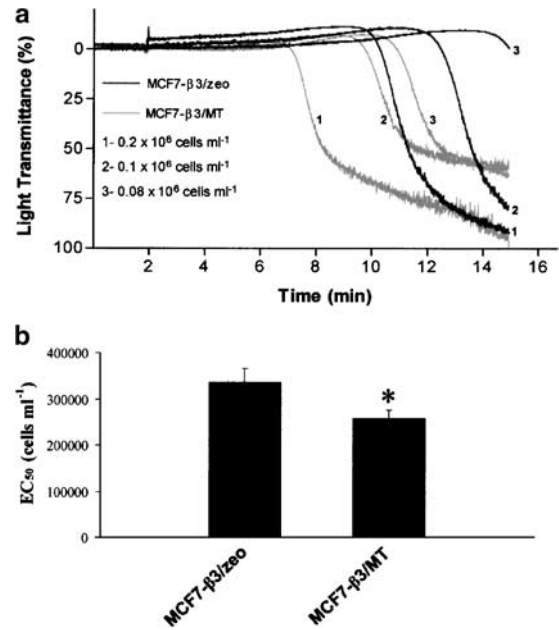 a
Light Transmittance (%)
0
25
50
75
100
MCF7-β3/zeo
MCF7-β3/MT
1- 0.2 x 10⁶ cells ml⁻¹
2- 0.1 x 10⁶ cells ml⁻¹
3- 0.08 x 10⁶ cells ml⁻¹
1
2
3
3
2
1
2
4
6
8
10
12
14
16
Time (min)
b
EC₅₀ (cells ml⁻¹)
400000
300000
200000
100000
0
*
MCF7-β3/zeo
MCF7-β3/MT